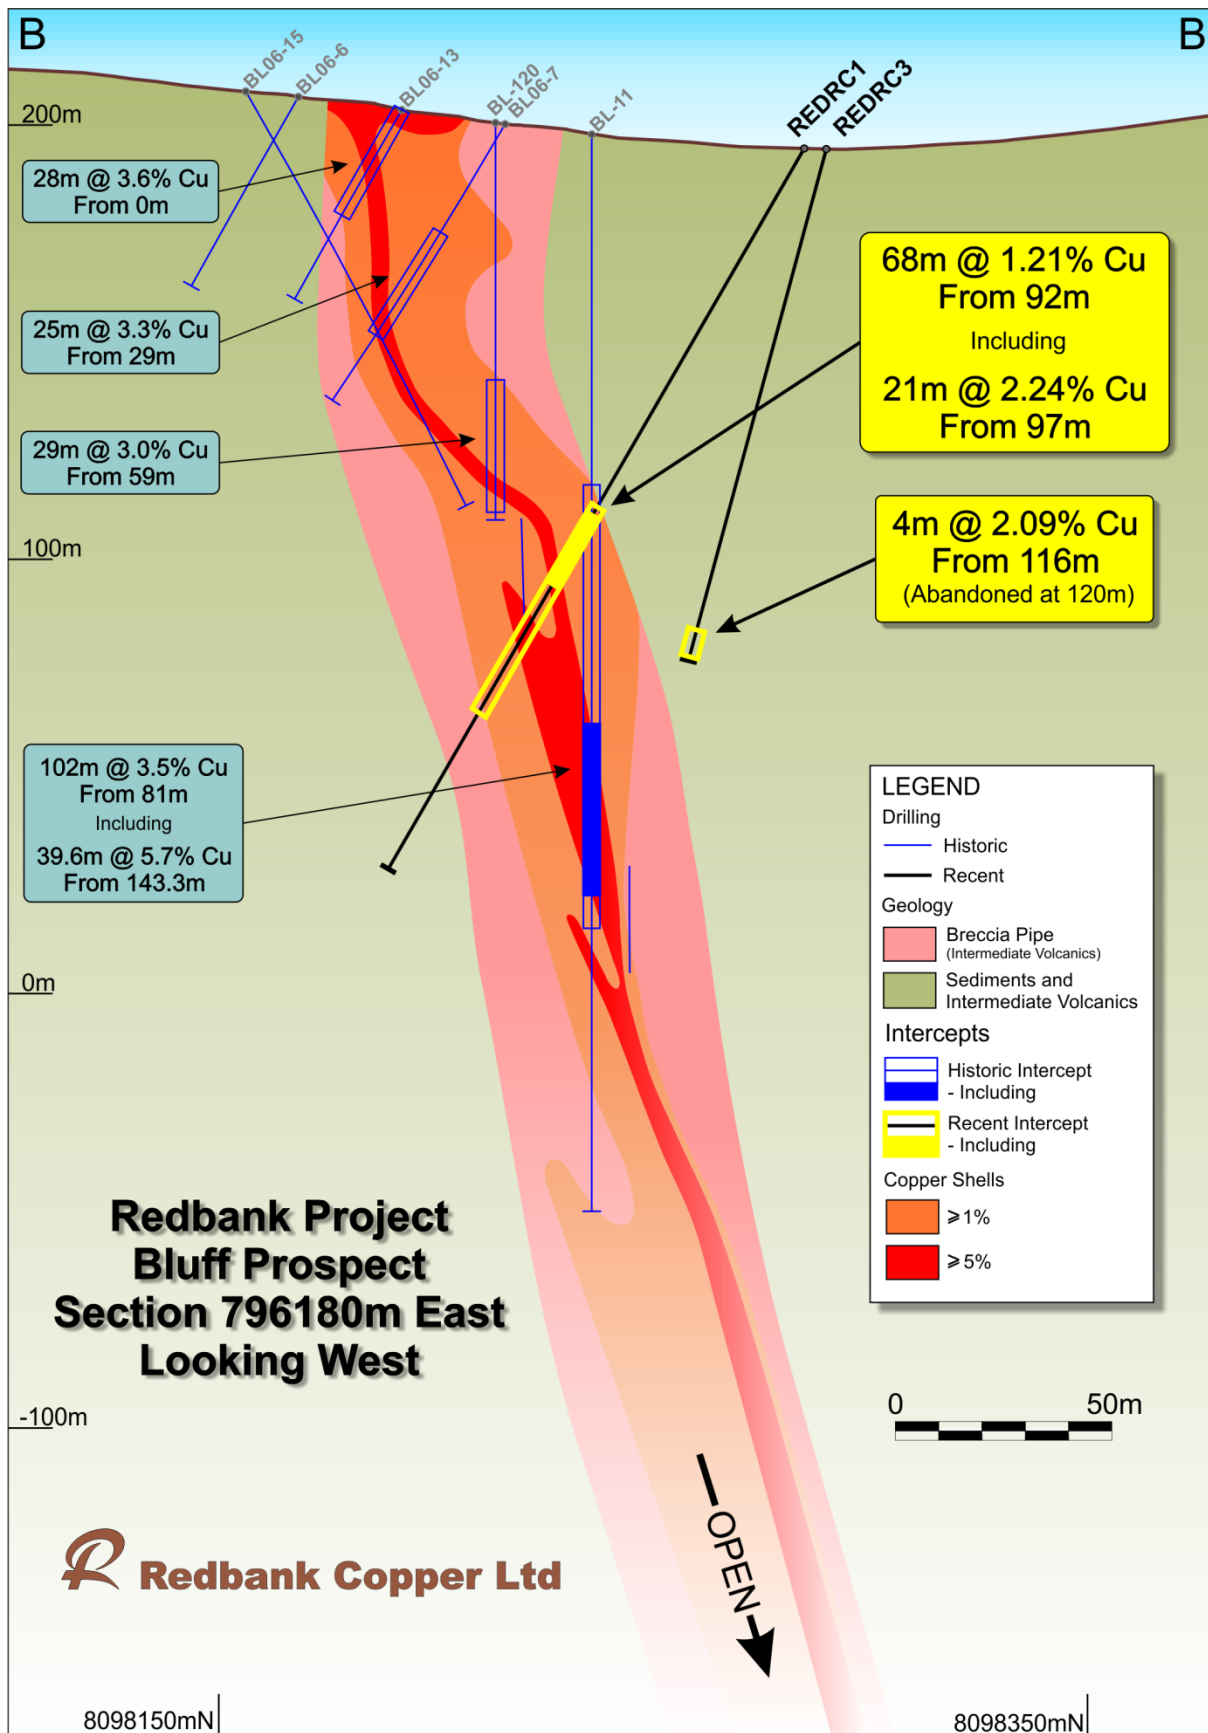 B
B
BL06-15
BL06-6
BL06-13
BL-120
BL06-7
BL-11
REDRC1
REDRC3
200m
28m @ 3.6% Cu
From 0m
25m @ 3.3% Cu
From 29m
29m @ 3.0% Cu
From 59m
68m @ 1.21% Cu
From 92m
Including
21m @ 2.24% Cu
From 97m
4m @ 2.09% Cu
From 116m
(Abandoned at 120m)
100m
102m @ 3.5% Cu
From 81m
Including
39.6m @ 5.7% Cu
From 143.3m
0m
LEGEND
Drilling
Historic
Recent
Geology
Breccia Pipe
(Intermediate Volcanics)
Sediments and
Intermediate Volcanics
Intercepts
Historic Intercept
- Including
Recent Intercept
- Including
Copper Shells
⩾1%
⩾5%
Redbank Project
Bluff Prospect
Section 796180m East
Looking West
0 50m
-100m
OPEN
R Redbank Copper Ltd
8098150mN
8098350mN